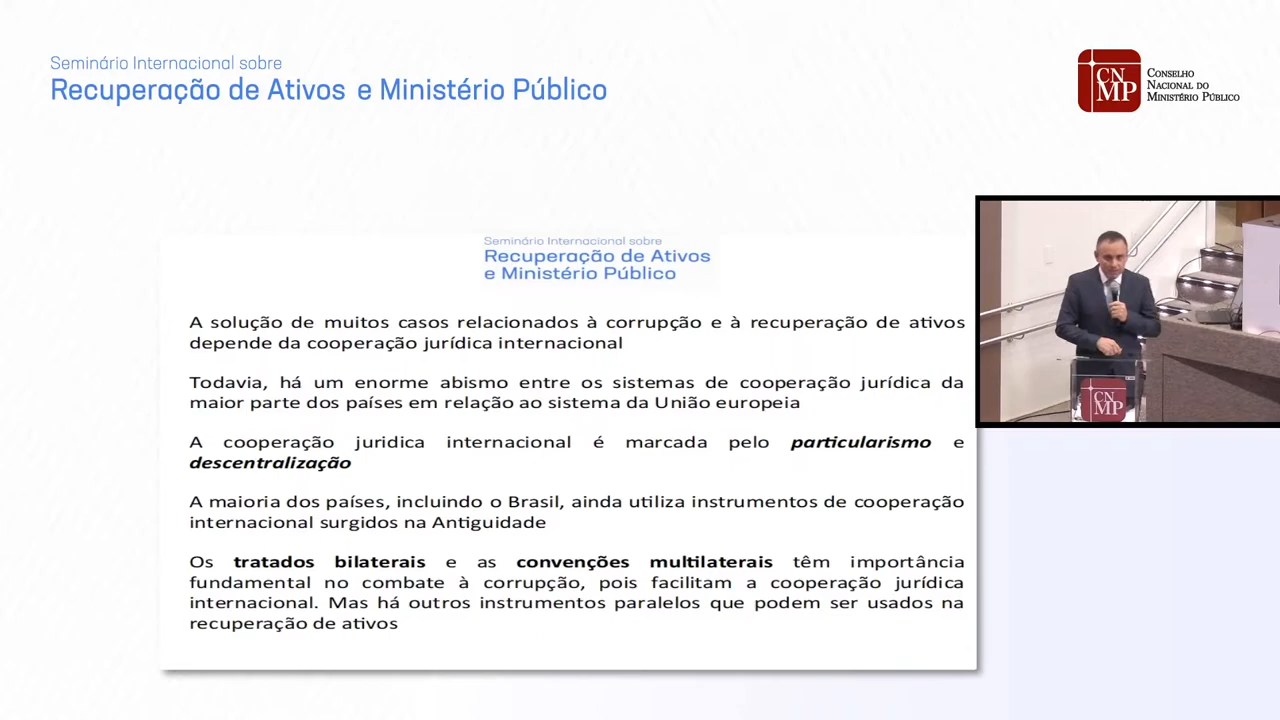 Seminário Internacional sobre
Recuperação de Ativos e Ministério Público
CN
MP
CONSELHO
NACIONAL DO
MINISTÉRIO PÚBLICO
Seminário Internacional sobre
Recuperação de Ativos
e Ministério Público
A solução de muitos casos relacionados à corrupção e à recuperação de ativos
depende da cooperação jurídica internacional
Todavia, há um enorme abismo entre os sistemas de cooperação jurídica da
maior parte dos países em relação ao sistema da União europeia
A cooperação juridica internacional é marcada pelo particularismo e
descentralização
A maioria dos países, incluindo o Brasil, ainda utiliza instrumentos de cooperação
internacional surgidos na Antiguidade
Os tratados bilaterais e as convenções multilaterais têm importância
fundamental no combate à corrupção, pois facilitam a cooperação jurídica
internacional. Mas há outros instrumentos paralelos que podem ser usados na
recuperação de ativos
CN
MP